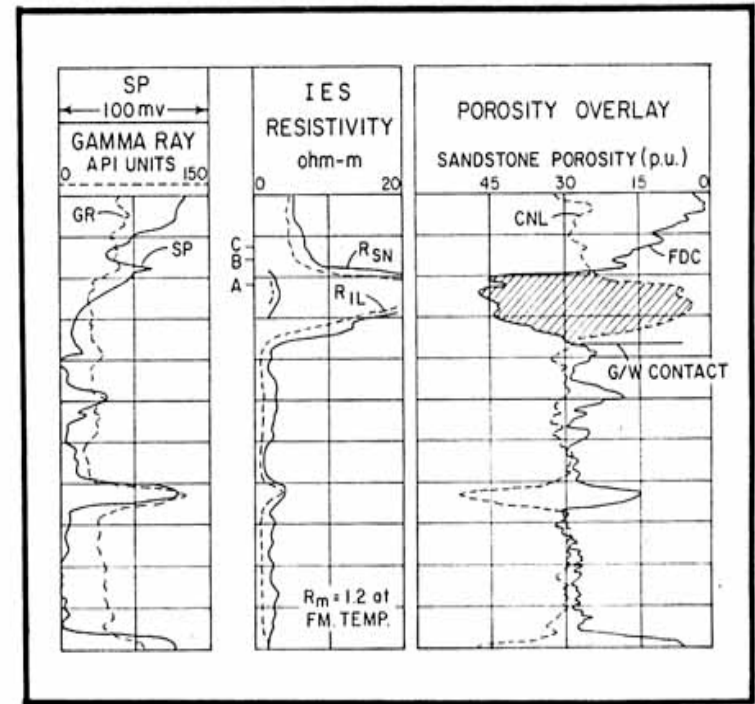 SP
100 mv
GAMMA RAY
API UNITS
0 150
GR
SP
C
B
A
IES
RESISTIVITY
ohm-m
0 20
RSN
RIL
Rm = 1.2 at
FM. TEMP.
POROSITY OVERLAY
SANDSTONE POROSITY (p.u.)
45 30 15 0
CNL
FDC
G/W CONTACT